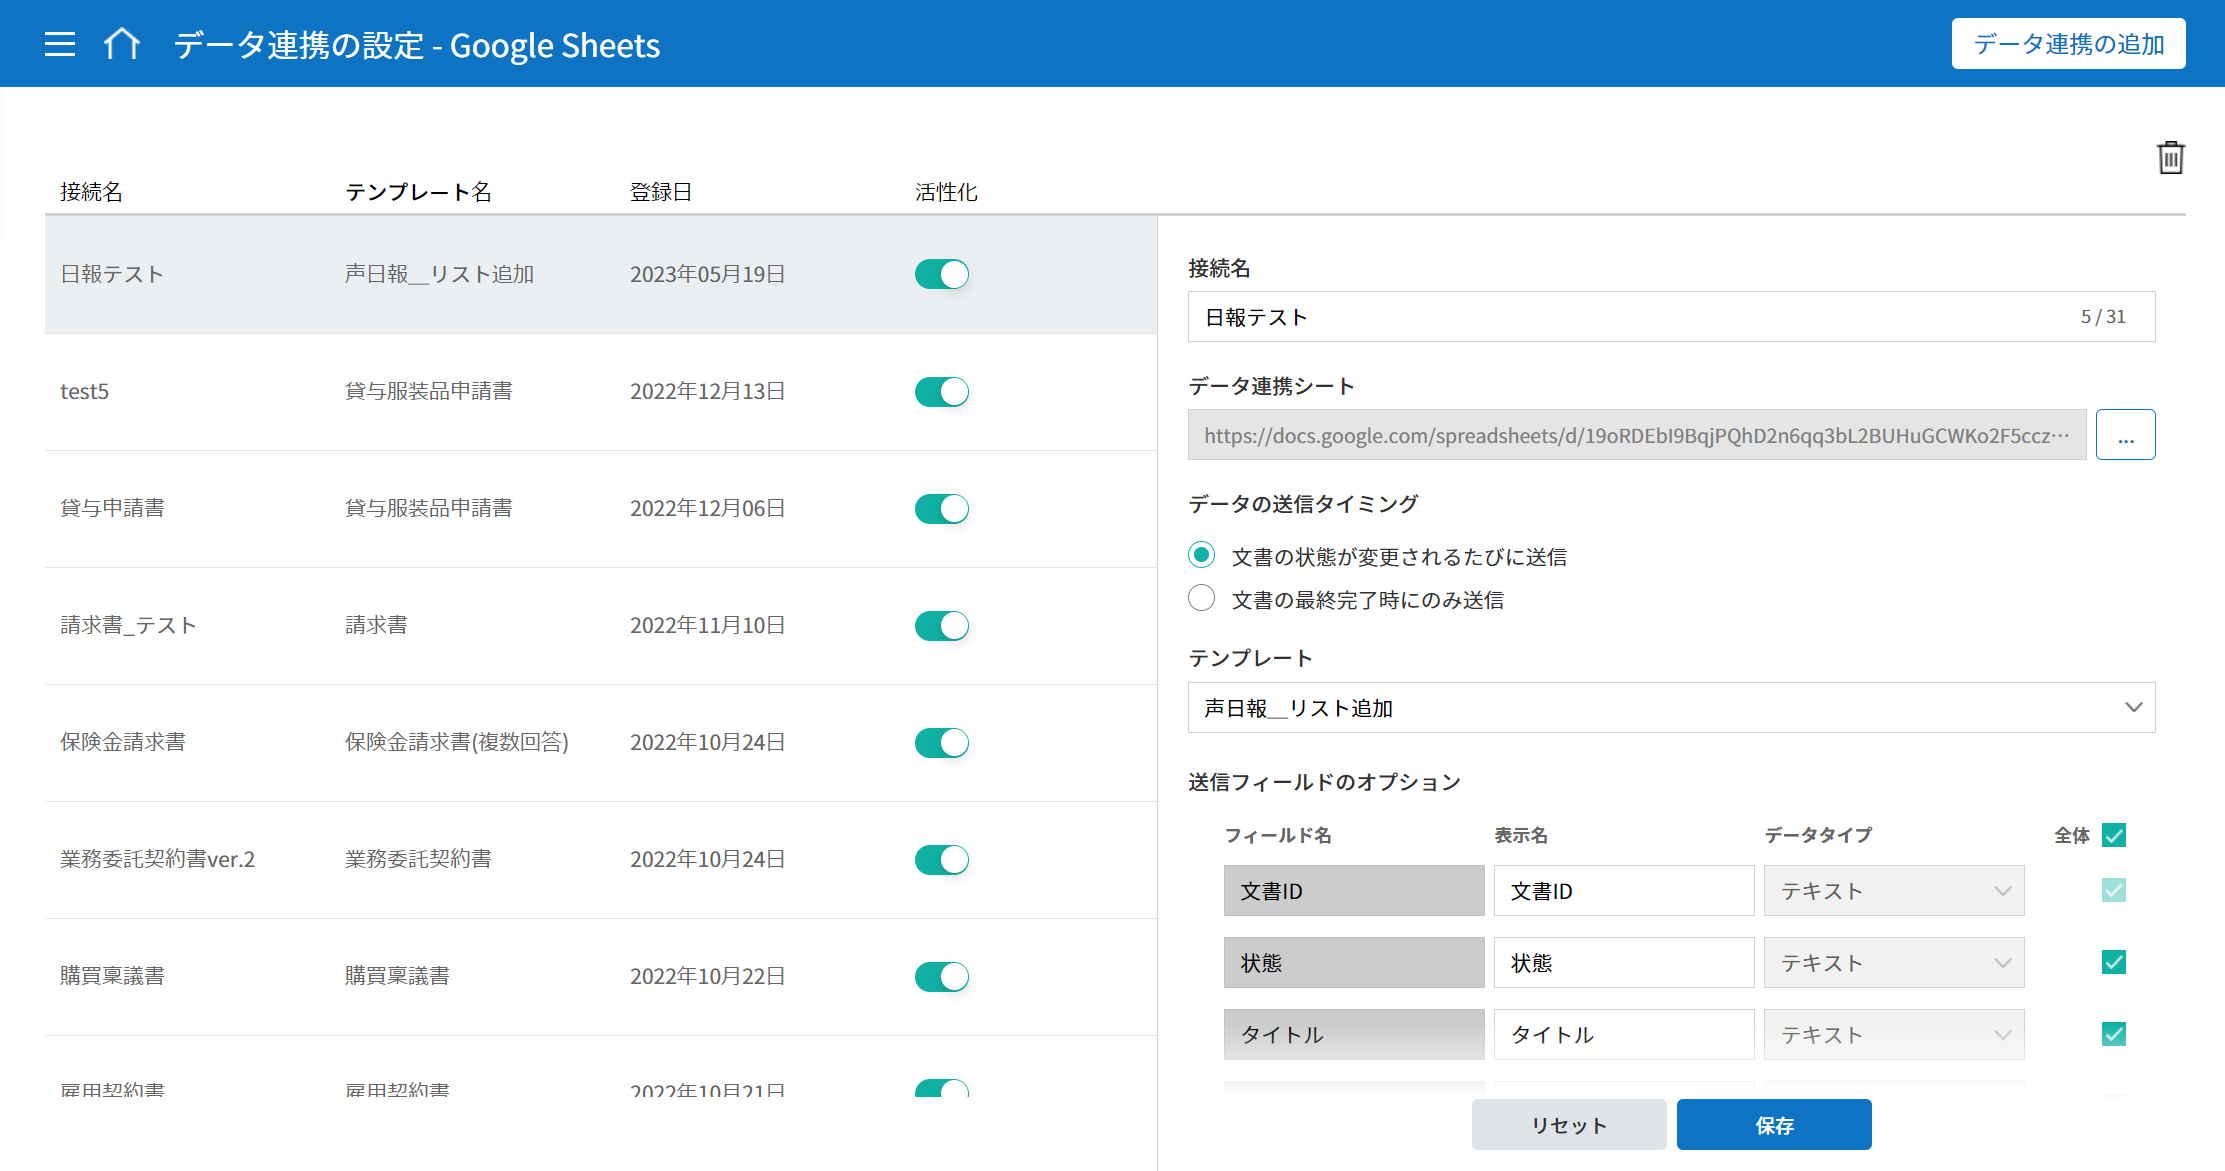 データ連携の設定 - Google Sheets
データ連携の追加
接続名 テンプレート名 登録日 活性化
日報テスト 声日報__リスト追加 2023年05月19日
test5 貸与服装品申請書 2022年12月13日
貸与申請書 貸与服装品申請書 2022年12月06日
請求書_テスト 請求書 2022年11月10日
保険金請求書 保険金請求書(複数回答) 2022年10月24日
業務委託契約書ver.2 業務委託契約書 2022年10月24日
購買稟議書 購買稟議書 2022年10月22日
雇用契約書 雇用契約書 2022年10月21日
接続名
日報テスト 5 / 31
データ連携シート
https://docs.google.com/spreadsheets/d/19oRDEbI9BqjPQhD2n6qq3bL2BUHuGCWKo2F5ccz… ...
データの送信タイミング
文書の状態が変更されるたびに送信
文書の最終完了時にのみ送信
テンプレート
声日報__リスト追加
送信フィールドのオプション
フィールド名 表示名 データタイプ 全体
文書ID 文書ID テキスト
状態 状態 テキスト
タイトル タイトル テキスト
リセット 保存